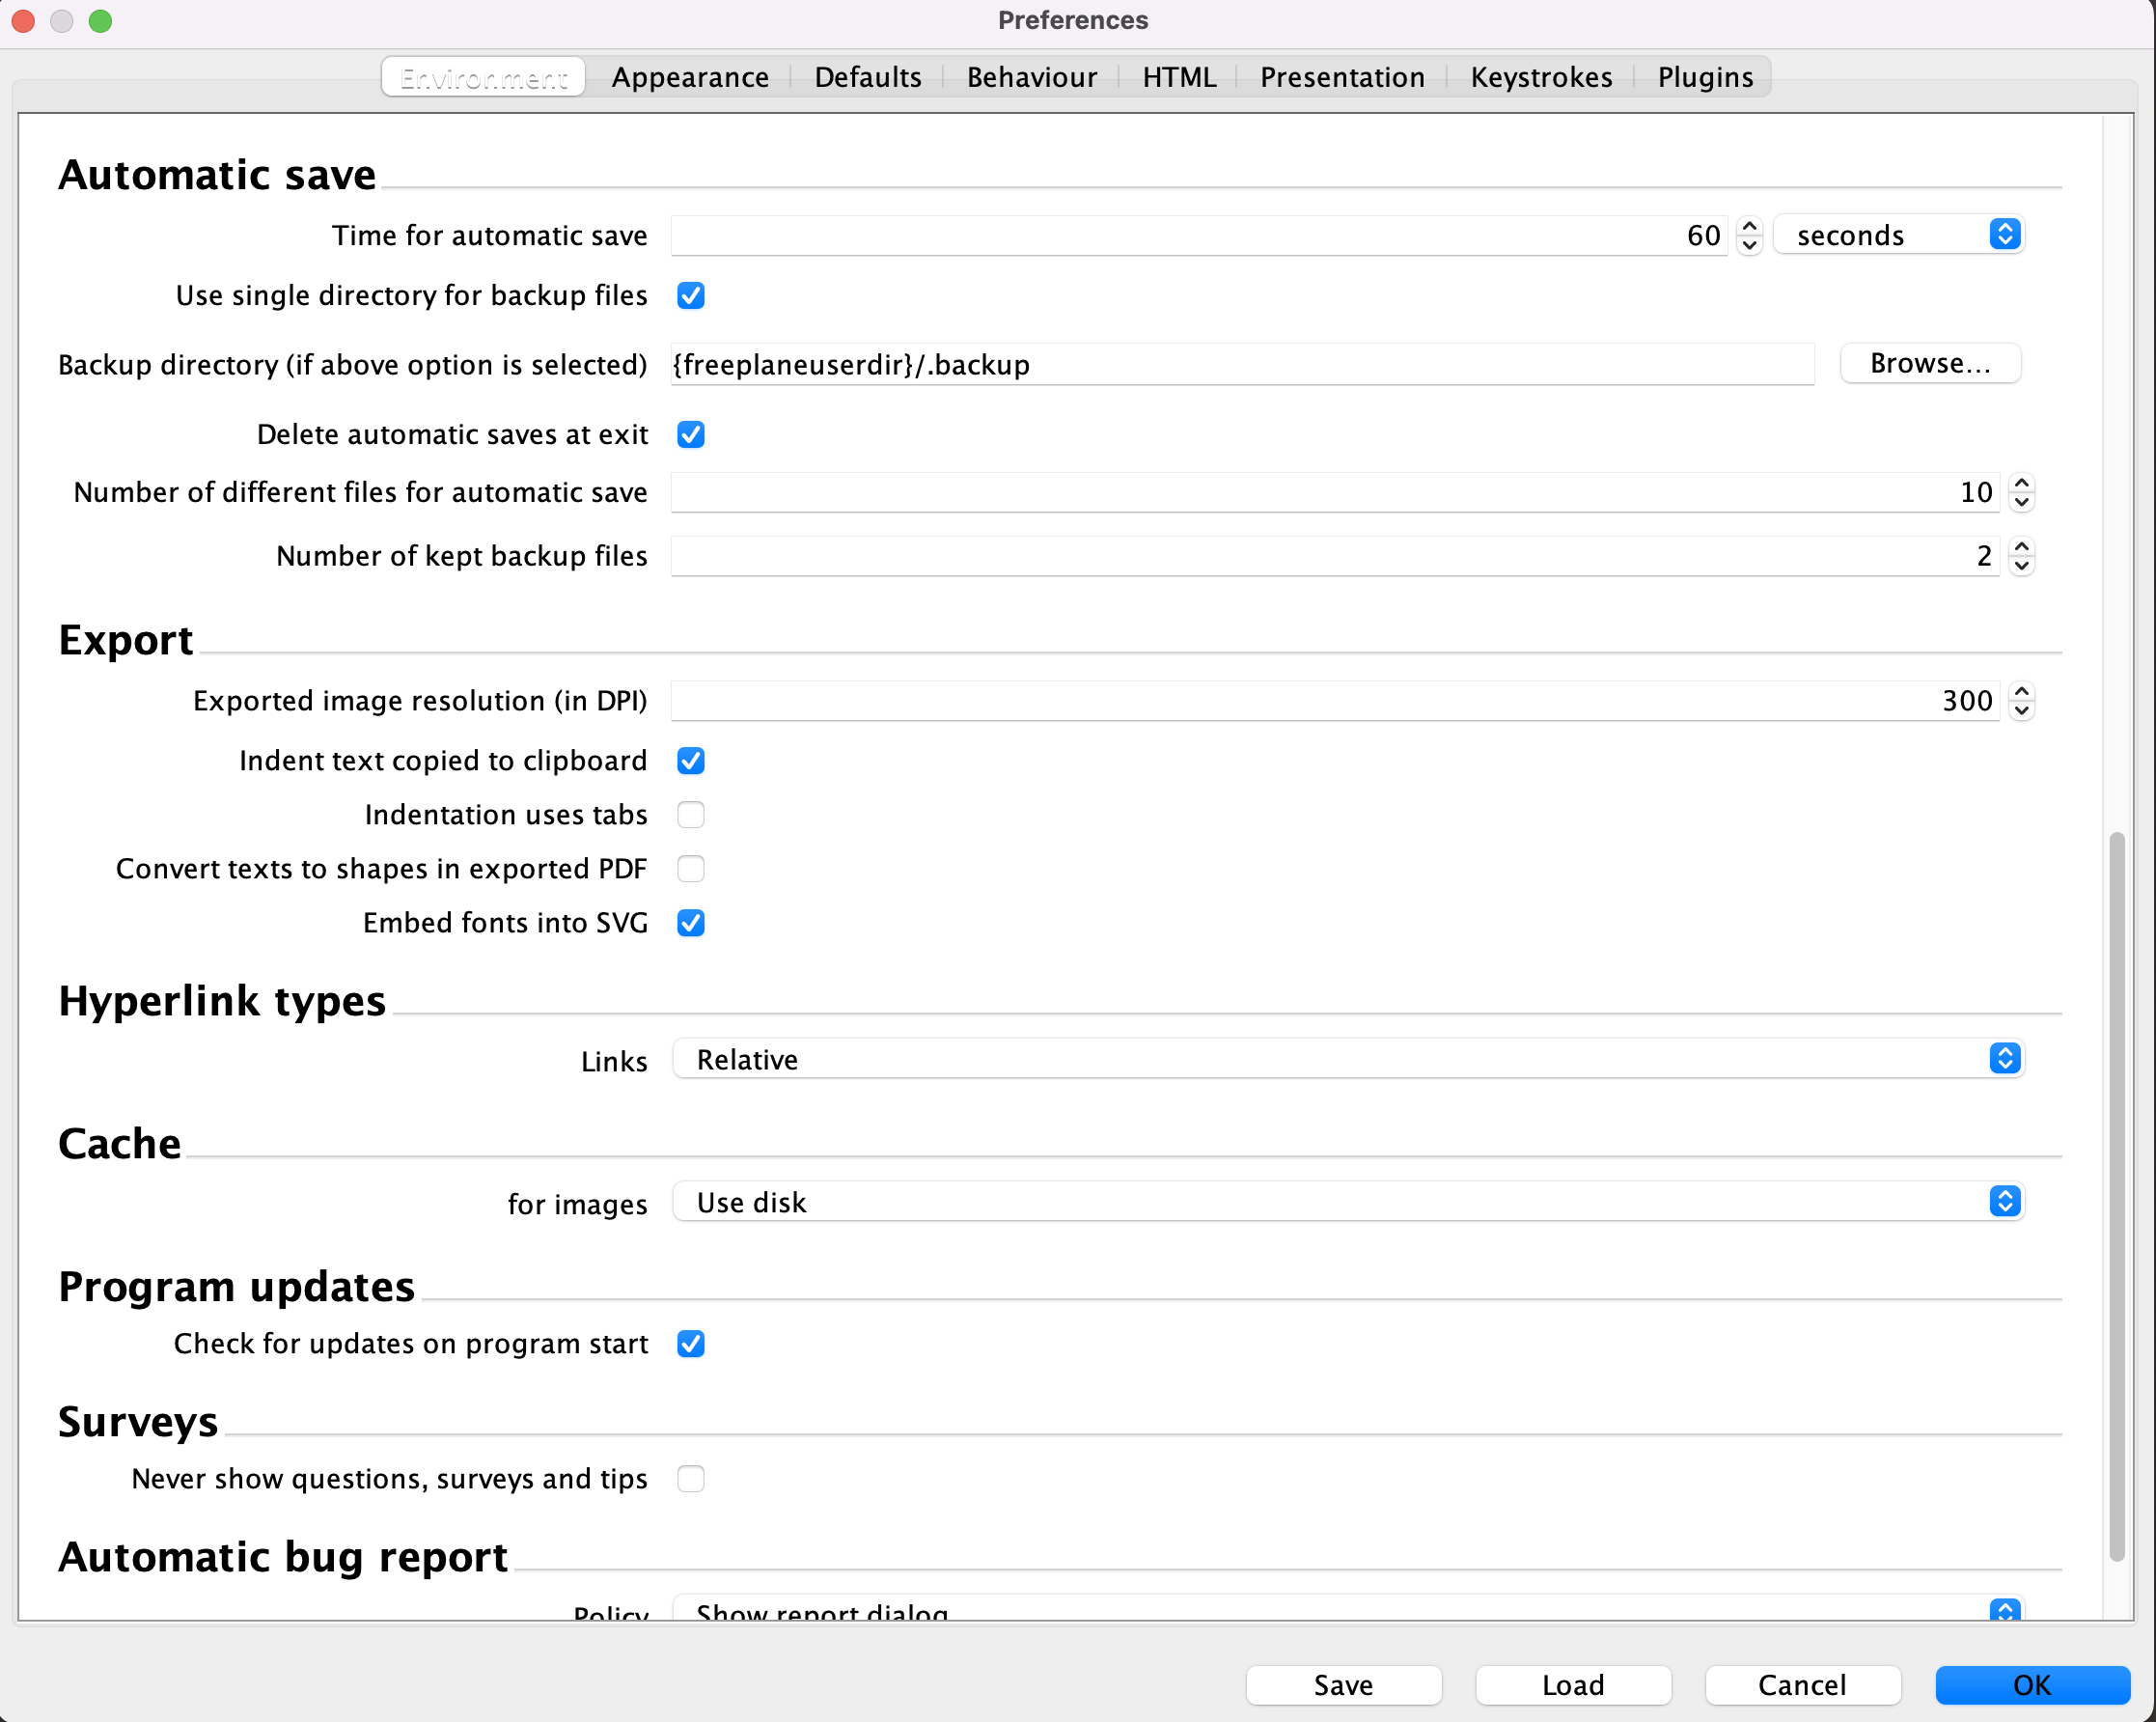 Preferences
Environment Appearance Defaults Behaviour HTML Presentation Keystrokes Plugins
Automatic save
Time for automatic save 60 seconds
Use single directory for backup files
Backup directory (if above option is selected) {freeplaneuserdir}/.backup Browse...
Delete automatic saves at exit
Number of different files for automatic save 10
Number of kept backup files 2
Export
Exported image resolution (in DPI) 300
Indent text copied to clipboard
Indentation uses tabs
Convert texts to shapes in exported PDF
Embed fonts into SVG
Hyperlink types
Links Relative
Cache
for images Use disk
Program updates
Check for updates on program start
Surveys
Never show questions, surveys and tips
Automatic bug report
Policy Show report dialog
Save Load Cancel OK